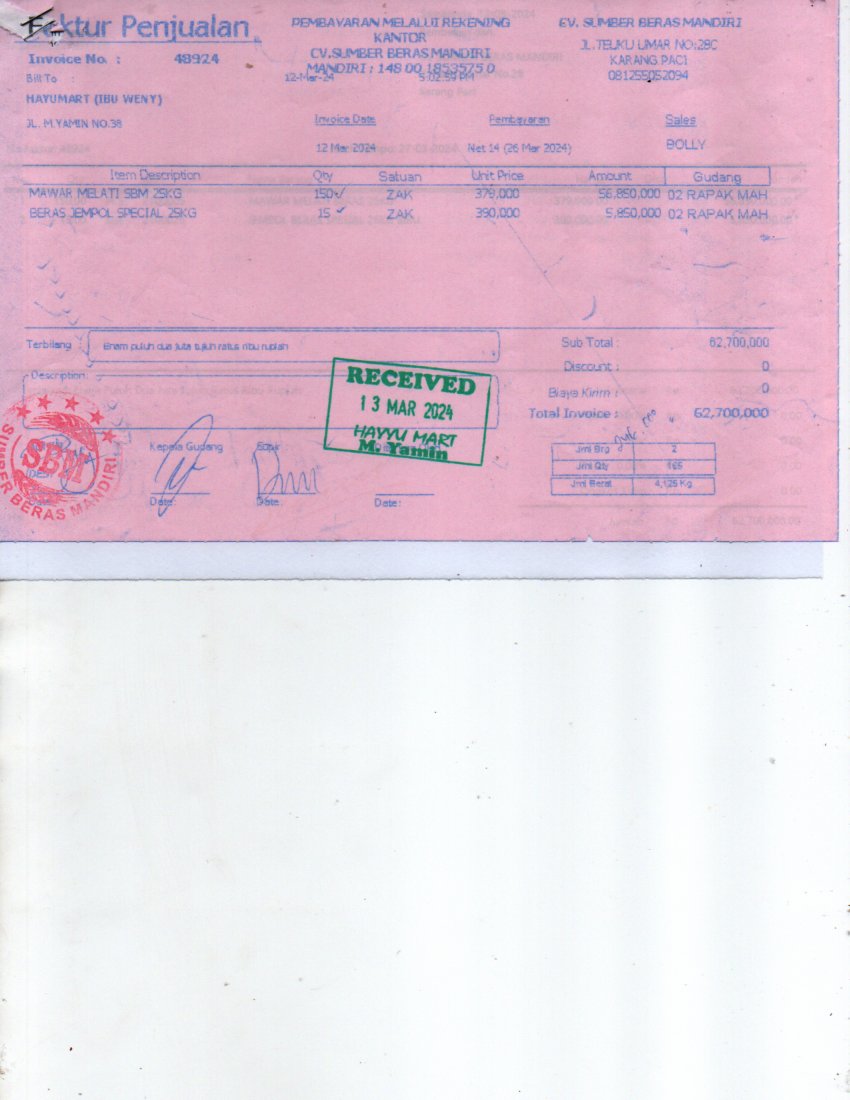 Faktur Penjualan
Invoice No. : 48924
Bill To :
HAYUMART (IBU WENY)
JL. M.YAMIN NO.38
PEMBAYARAN MELALUI REKENING
KANTOR
CV.SUMBER BERAS MANDIRI
MANDIRI : 148 00 1853575 0
12-Mar-24 5:02:59 PM
CV. SUMBER BERAS MANDIRI
JL.TEUKU UMAR NO:28C
KARANG PACI
081255052094
Invoice Date Pembayaran Sales
12 Mar 2024 Net 14 (26 Mar 2024) BOLLY
Item Description Qty Satuan Unit Price Amount Gudang
MAWAR MELATI SBM 25KG 150 ZAK 379,000 56,850,000 02 RAPAK MAH
BERAS JEMPOL SPECIAL 25KG 15 ZAK 390,000 5,850,000 02 RAPAK MAH
Terbilang : Enam puluh dua juta tujuh ratus ribu rupiah
Description:
Sub Total : 62,700,000
Discount : 0
Biaya Kirim : 0
Total Invoice : 62,700,000
Jml Brg 2
Jml Qty 165
Jml Berat 4,125 Kg
RECEIVED
13 MAR 2024
HAYYU MART
M. Yamin
SBM
SUMBER BERAS MANDIRI
Kepala Gudang Supir
Date: Date: Date: